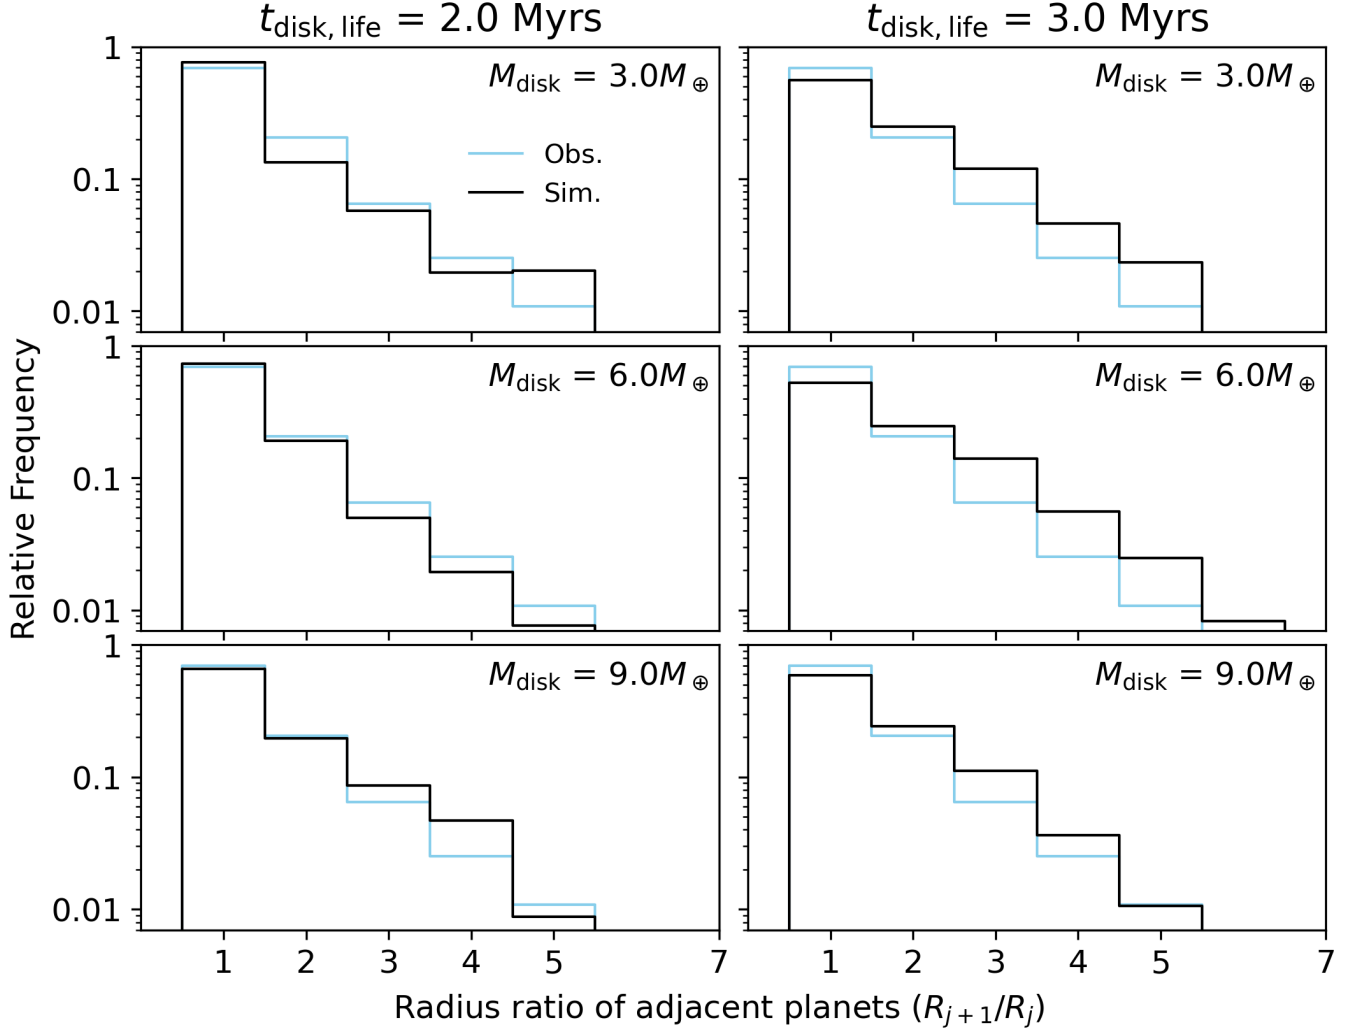 t_disk, life = 2.0 Myrs
t_disk, life = 3.0 Myrs
1
0.1
0.01
M_disk = 3.0M_⊕
Obs.
Sim.
M_disk = 3.0M_⊕
Relative Frequency
1
0.1
0.01
M_disk = 6.0M_⊕
M_disk = 6.0M_⊕
1
0.1
0.01
M_disk = 9.0M_⊕
M_disk = 9.0M_⊕
1 2 3 4 5 7
1 2 3 4 5 7
Radius ratio of adjacent planets (R_{j+1}/R_j)